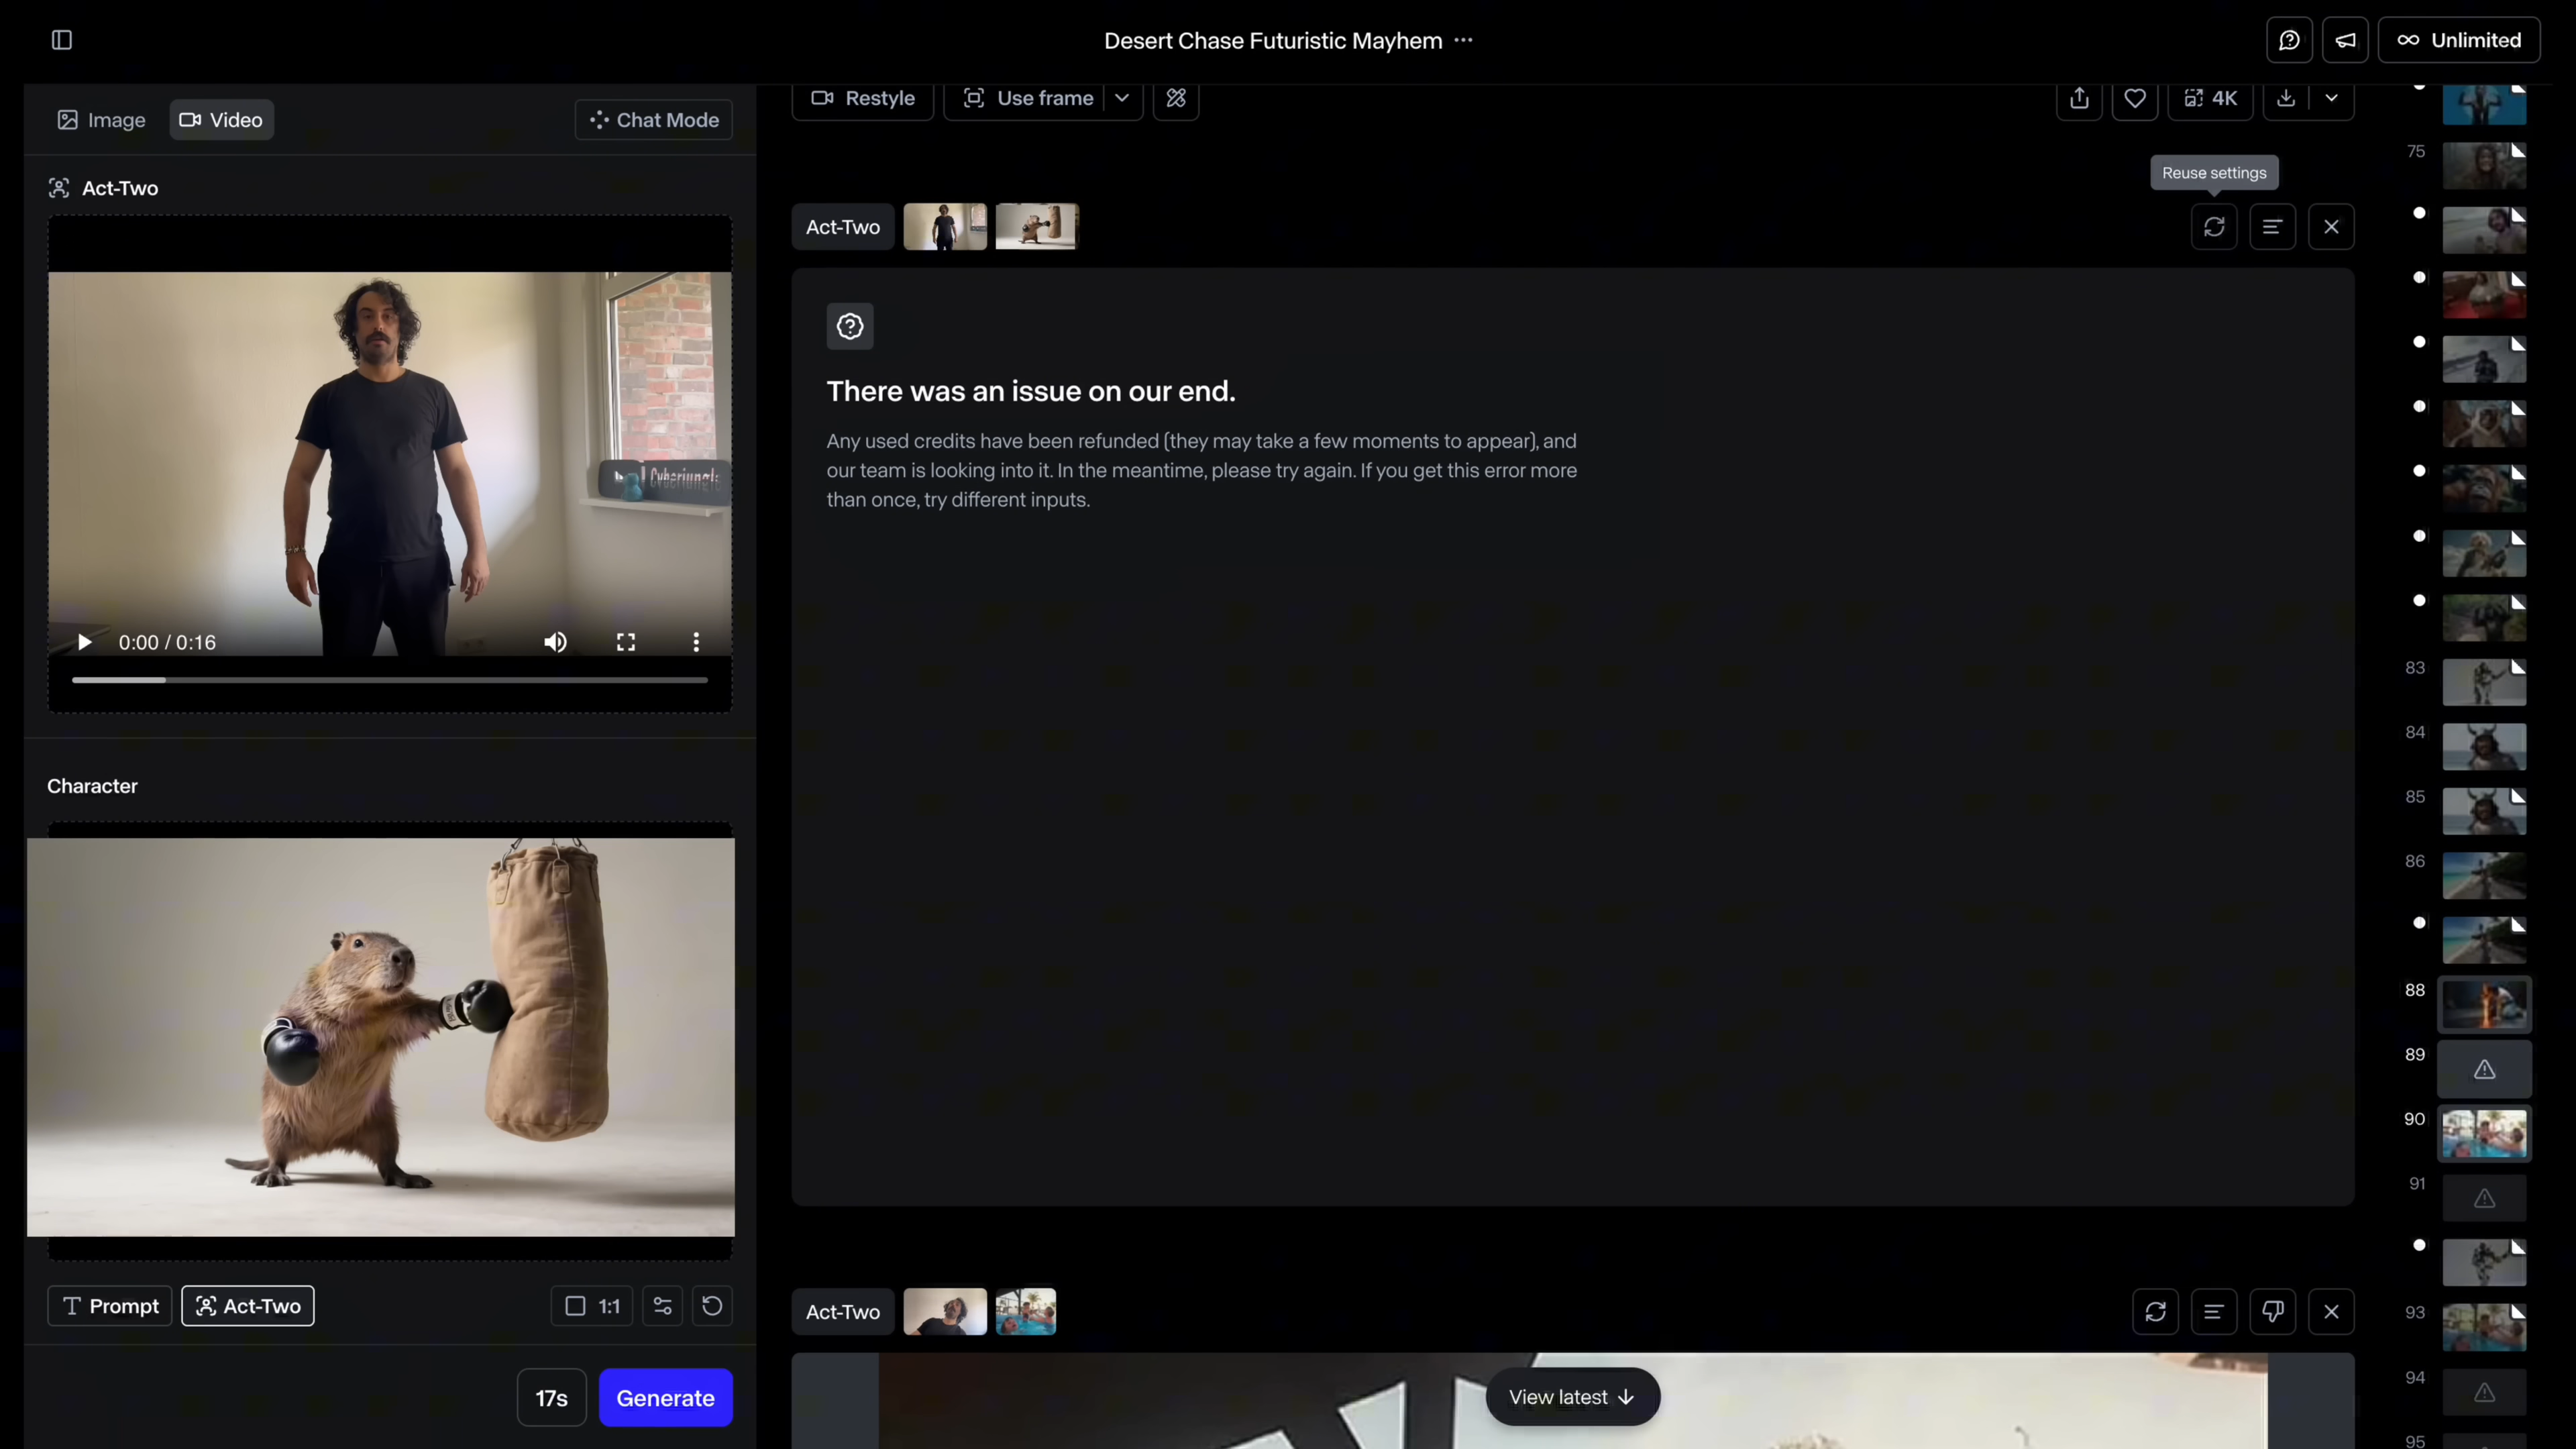 Desert Chase Futuristic Mayhem ···
Unlimited
Image
Video
Chat Mode
Restyle
Use frame
4K
Act-Two
Reuse settings
Act-Two
There was an issue on our end.
Any used credits have been refunded (they may take a few moments to appear), and
our team is looking into it. In the meantime, please try again. If you get this error more
than once, try different inputs.
Cyberjungle
0:00 / 0:16
Character
Prompt
Act-Two
1:1
17s
Generate
Act-Two
View latest
75
83
84
85
86
88
89
90
91
93
94
95